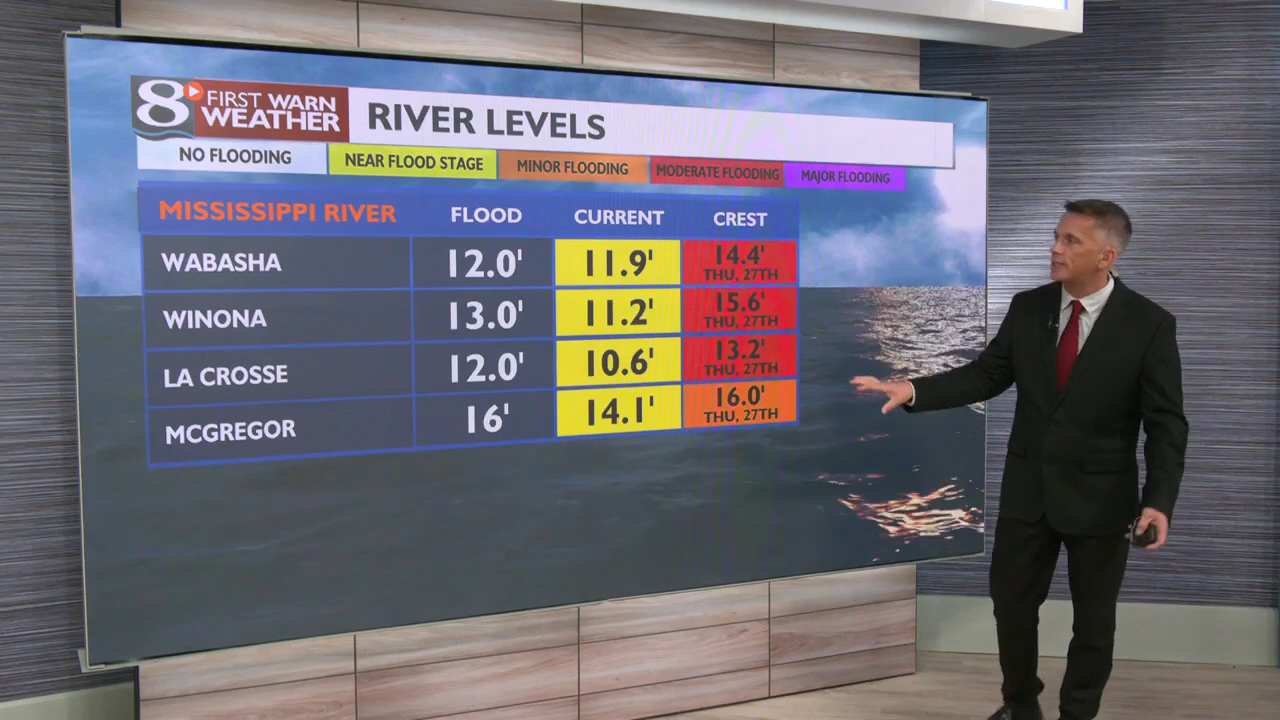 8 FIRST WARN WEATHER
RIVER LEVELS
NO FLOODING NEAR FLOOD STAGE MINOR FLOODING MODERATE FLOODING MAJOR FLOODING
MISSISSIPPI RIVER FLOOD CURRENT CREST
WABASHA 12.0' 11.9' 14.4' THU, 27TH
WINONA 13.0' 11.2' 15.6' THU, 27TH
LA CROSSE 12.0' 10.6' 13.2' THU, 27TH
MCGREGOR 16' 14.1' 16.0' THU, 27TH